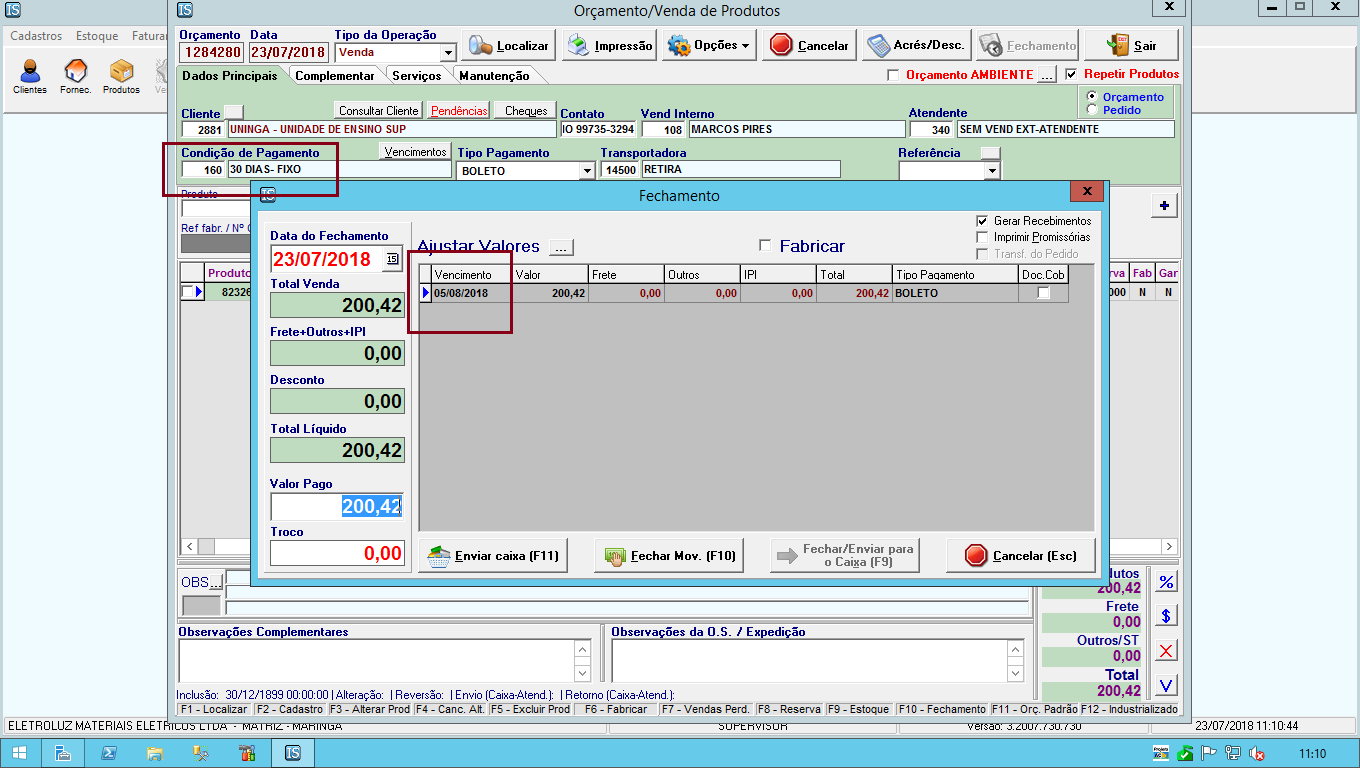 Orçamento/Venda de Produtos
Cadastros Estoque Faturar
Clientes Fornec. Produtos
Orçamento Data Tipo da Operação
1284280 23/07/2018 Venda
Localizar Impressão Opções Cancelar Acrés/Desc. Fechamento Sair
Dados Principais Complementar Serviços Manutenção
Orçamento AMBIENTE ... Repetir Produtos
Orçamento
Pedido
Cliente Consultar Cliente Pendências Cheques Contato Vend Interno Atendente
2881 UNINGA - UNIDADE DE ENSINO SUP IO 99735-3294 108 MARCOS PIRES 340 SEM VEND EXT-ATENDENTE
Condição de Pagamento Vencimentos Tipo Pagamento Transportadora Referência
160 30 DIAS- FIXO BOLETO 14500 RETIRA
Produto
Ref fabr. / Nº
Produto
82326
rva Fab Gar
000 N N
Fechamento
Data do Fechamento
23/07/2018 15
Total Venda
200,42
Frete+Outros+IPI
0,00
Desconto
0,00
Total Líquido
200,42
Valor Pago
200,42
Troco
0,00
Ajustar Valores ... Fabricar
Gerar Recebimentos
Imprimir Promissórias
Transf. do Pedido
Vencimento Valor Frete Outros IPI Total Tipo Pagamento Doc.Cob
05/08/2018 200,42 0,00 0,00 0,00 200,42 BOLETO
Enviar caixa (F11) Fechar Mov. (F10) Fechar/Enviar para
o Caixa (F9) Cancelar (Esc)
OBS...
dutos
200,42
Frete
0,00
Outros/ST
0,00
Total
200,42
Observações Complementares Observações da O.S. / Expedição
Inclusão: 30/12/1899 00:00:00 | Alteração: | Reversão: | Envio (Caixa-Atend.): | Retorno (Caixa-Atend.):
F1 - Localizar F2 - Cadastro F3 - Alterar Prod F4 - Canc. Alt. F5 - Excluir Prod F6 - Fabricar F7 - Vendas Perd. F8 - Reserva F9 - Estoque F10 - Fechamento F11 - Orç. Padrão F12 - Industrializado
ELETROLUZ MATERIAIS ELETRICOS LTDA - MATRIZ - MARINGA SUPERVISOR Versão: 3.2007.730.730 23/07/2018 11:10:44
11:10